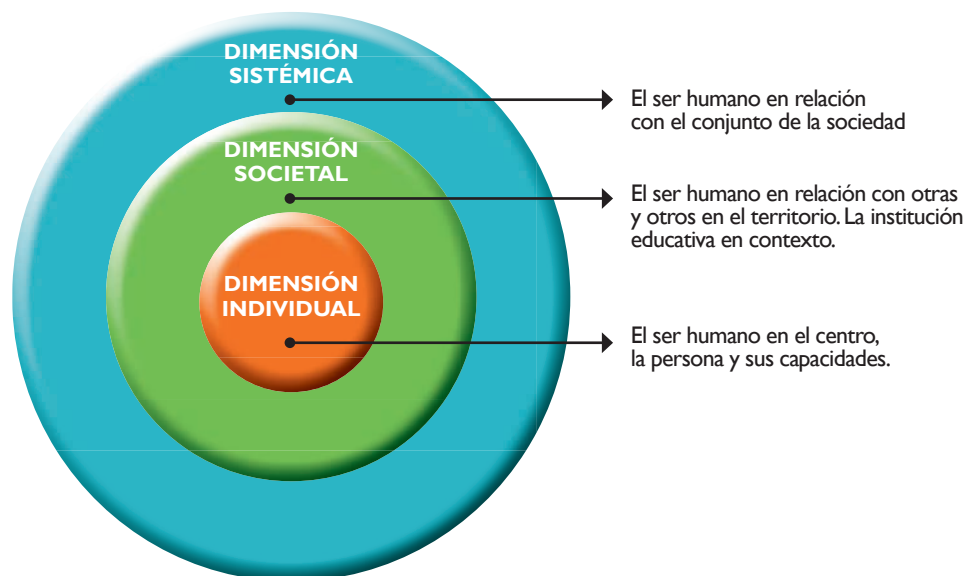 DIMENSIÓN
SISTÉMICA
El ser humano en relación
con el conjunto de la sociedad
DIMENSIÓN
SOCIETAL
El ser humano en relación con otras
y otros en el territorio. La institución
educativa en contexto.
DIMENSIÓN
INDIVIDUAL
El ser humano en el centro,
la persona y sus capacidades.